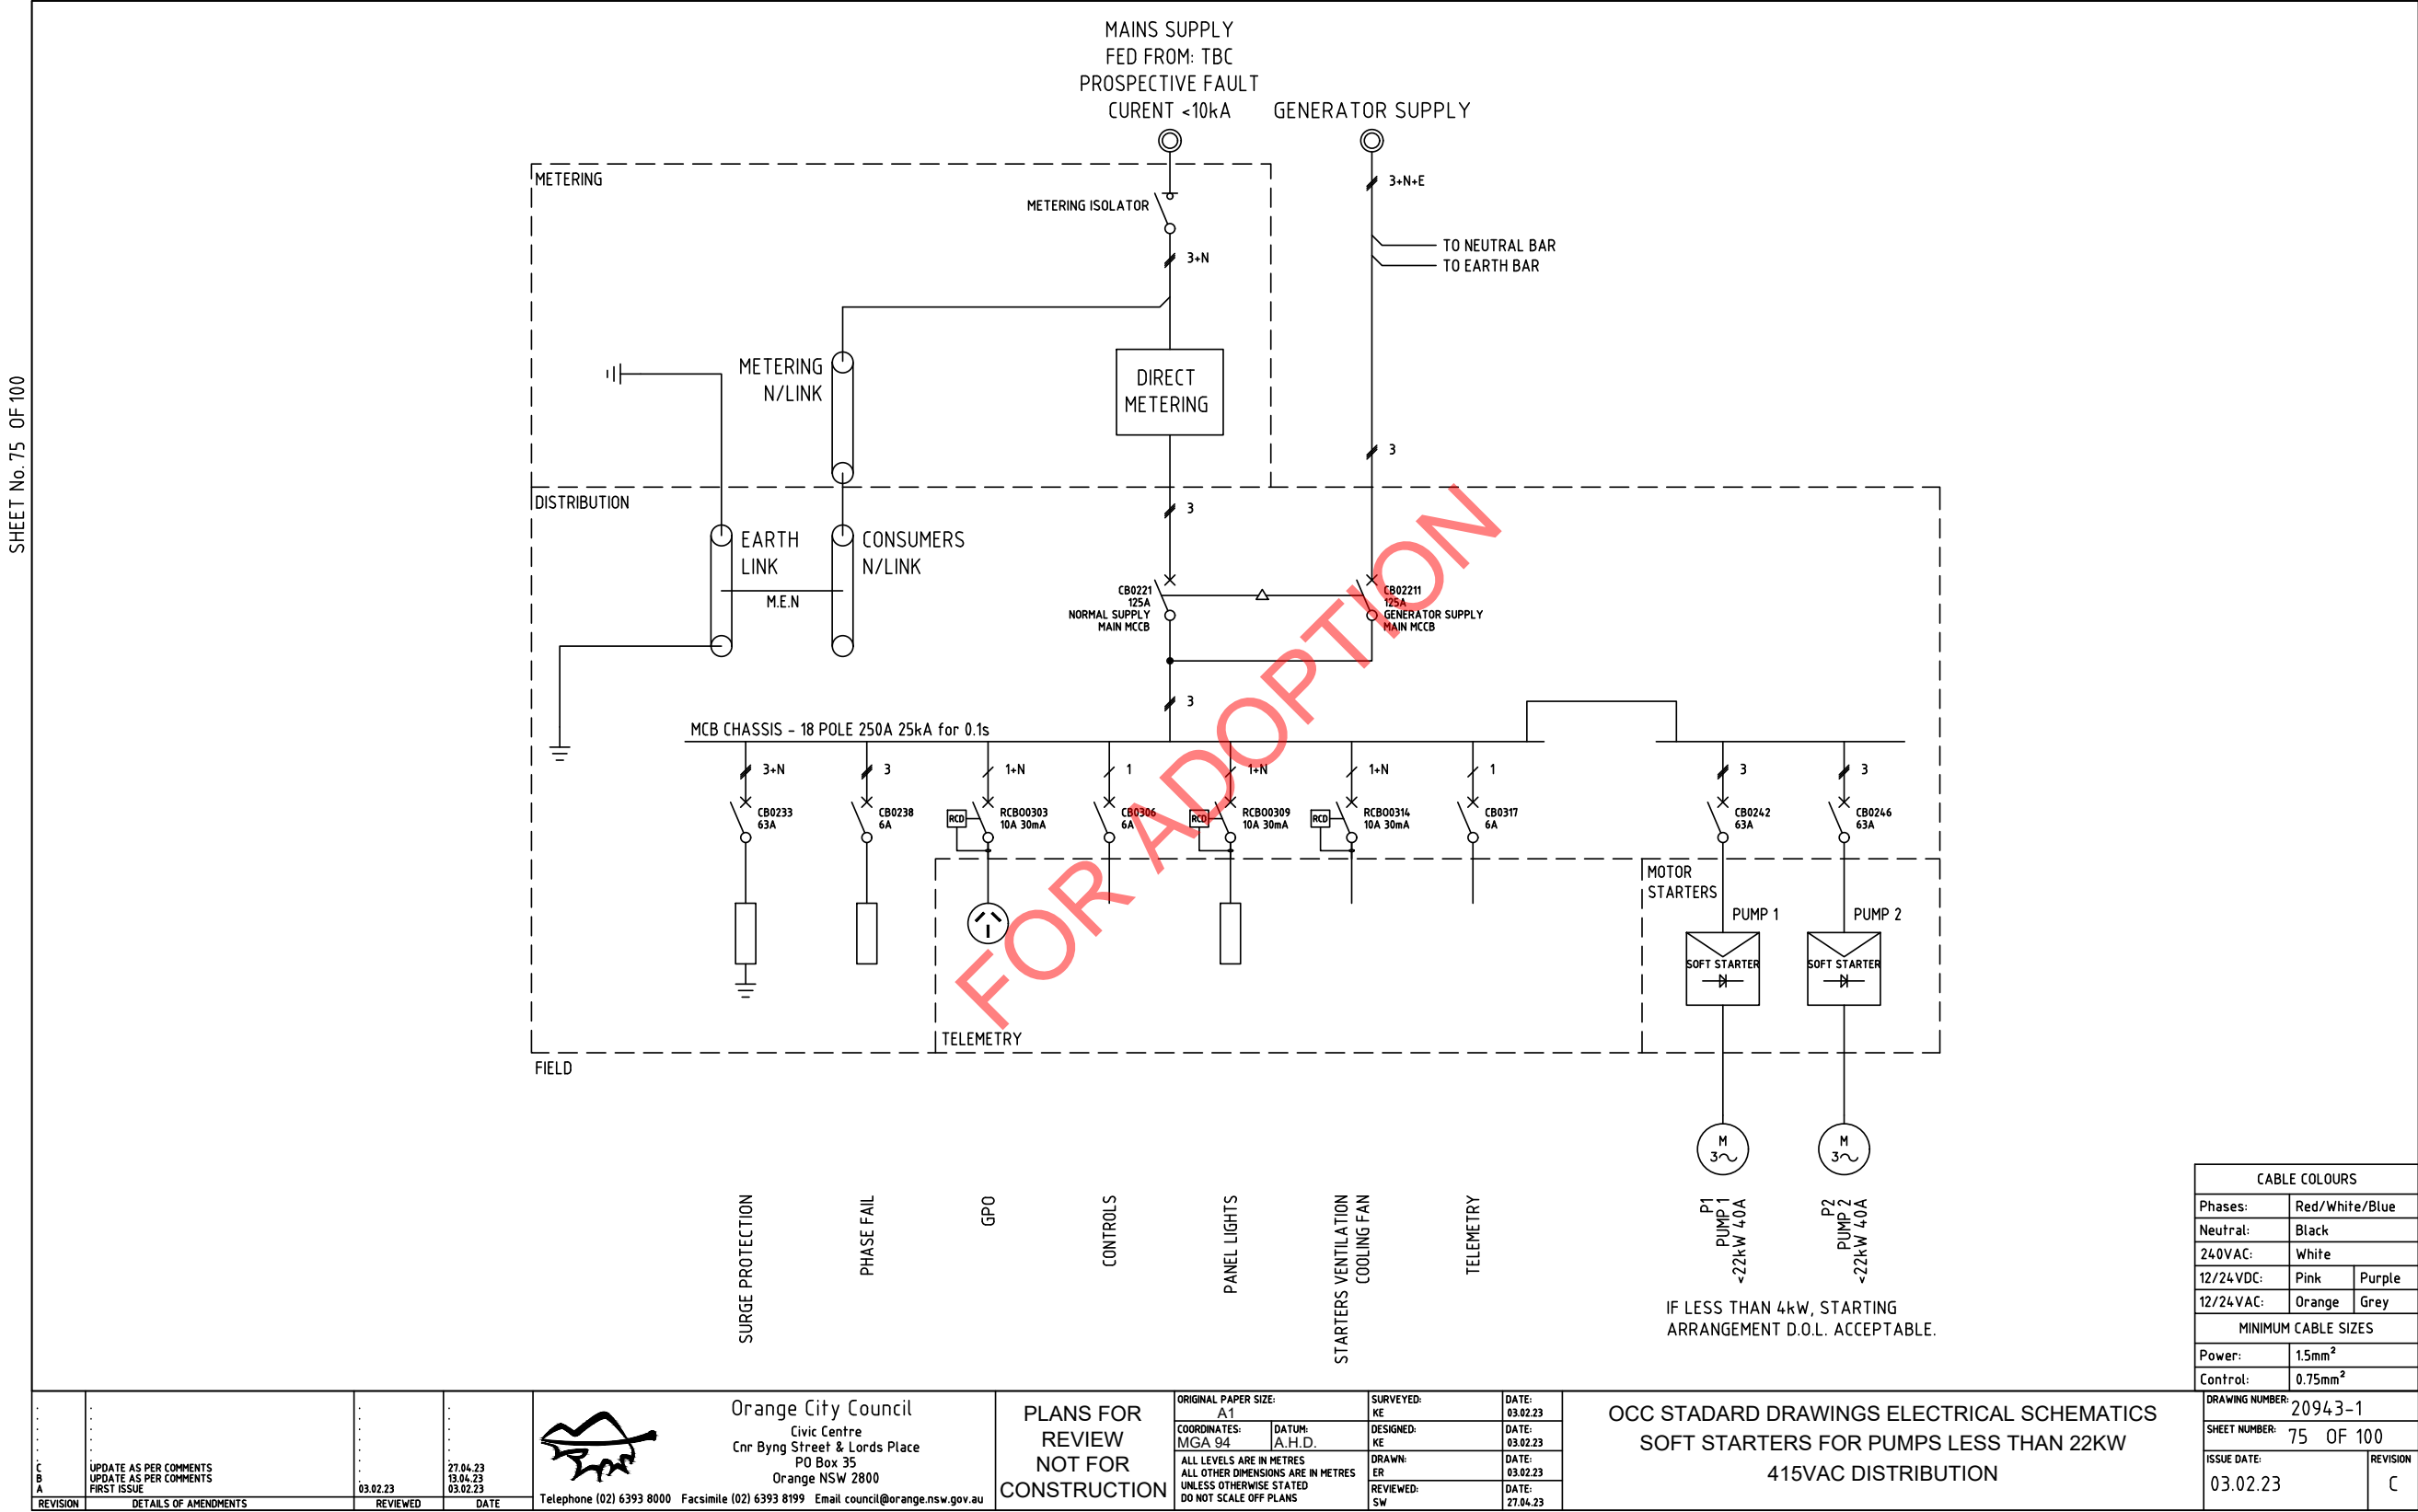 SHEET No. 75 OF 100
MAINS SUPPLY
FED FROM: TBC
PROSPECTIVE FAULT
CURENT <10kA
GENERATOR SUPPLY
METERING
METERING ISOLATOR
3+N+E
3+N
TO NEUTRAL BAR
TO EARTH BAR
METERING
N/LINK
DIRECT
METERING
3
DISTRIBUTION
3
EARTH
LINK
CONSUMERS
N/LINK
M.E.N
CB0221
125A
NORMAL SUPPLY
MAIN MCCB
CB02211
125A
GENERATOR SUPPLY
MAIN MCCB
3
MCB CHASSIS - 18 POLE 250A 25kA for 0.1s
3+N
3
1+N
1
1+N
1+N
1
3
3
CB0233
63A
CB0238
6A
RCD
RCBO0303
10A 30mA
CB0306
6A
RCD
RCBO0309
10A 30mA
RCD
RCBO0314
10A 30mA
CB0317
6A
CB0242
63A
CB0246
63A
MOTOR
STARTERS
PUMP 1
PUMP 2
SOFT STARTER
SOFT STARTER
TELEMETRY
FIELD
FOR ADOPTION
M
3~
M
3~
SURGE PROTECTION
PHASE FAIL
GPO
CONTROLS
PANEL LIGHTS
STARTERS VENTILATION
COOLING FAN
TELEMETRY
P1
PUMP 1
<22kW 40A
P2
PUMP 2
<22kW 40A
IF LESS THAN 4kW, STARTING
ARRANGEMENT D.O.L. ACCEPTABLE.
CABLE COLOURS
Phases: Red/White/Blue
Neutral: Black
240VAC: White
12/24VDC: Pink Purple
12/24VAC: Orange Grey
MINIMUM CABLE SIZES
Power: 1.5mm²
Control: 0.75mm²
C UPDATE AS PER COMMENTS . 27.04.23
B UPDATE AS PER COMMENTS . 13.04.23
A FIRST ISSUE 03.02.23 03.02.23
REVISION DETAILS OF AMENDMENTS REVIEWED DATE
Orange City Council
Civic Centre
Cnr Byng Street & Lords Place
PO Box 35
Orange NSW 2800
Telephone (02) 6393 8000 Facsimile (02) 6393 8199 Email council@orange.nsw.gov.au
PLANS FOR
REVIEW
NOT FOR
CONSTRUCTION
ORIGINAL PAPER SIZE:
A1
COORDINATES:
MGA 94
DATUM:
A.H.D.
ALL LEVELS ARE IN METRES
ALL OTHER DIMENSIONS ARE IN METRES
UNLESS OTHERWISE STATED
DO NOT SCALE OFF PLANS
SURVEYED:
KE
DATE:
03.02.23
DESIGNED:
KE
DATE:
03.02.23
DRAWN:
ER
DATE:
03.02.23
REVIEWED:
SW
DATE:
27.04.23
OCC STADARD DRAWINGS ELECTRICAL SCHEMATICS
SOFT STARTERS FOR PUMPS LESS THAN 22KW
415VAC DISTRIBUTION
DRAWING NUMBER: 20943-1
SHEET NUMBER: 75 OF 100
ISSUE DATE:
03.02.23
REVISION
C